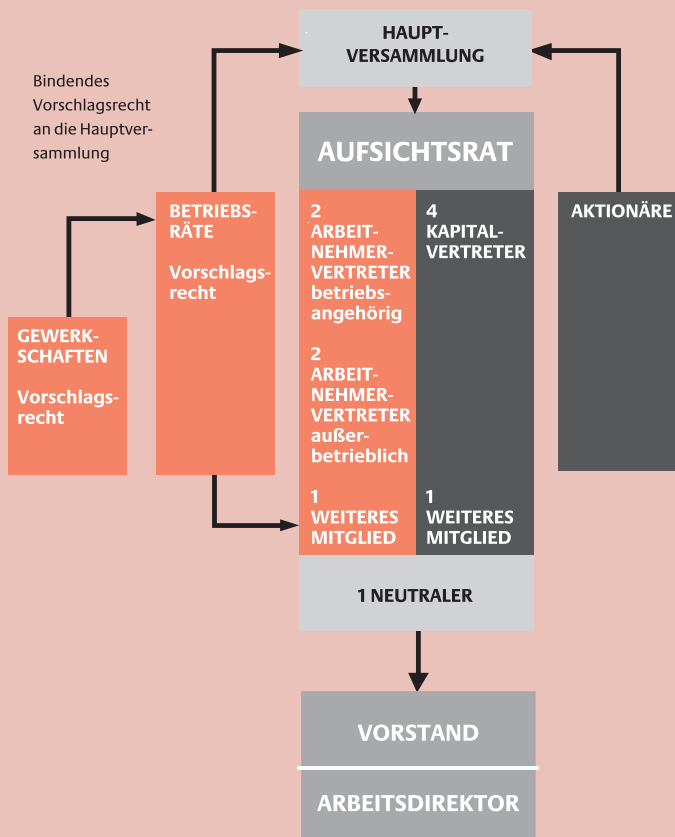 HAUPT-
VERSAMMLUNG
Bindendes
Vorschlagsrecht
an die Hauptver-
sammlung
AUFSICHTSRAT
GEWERK-
SCHAFTEN
Vorschlags-
recht
BETRIEBS-
RÄTE
Vorschlags-
recht
2
ARBEIT-
NEHMER-
VERTRETER
betriebs-
angehörig
2
ARBEIT-
NEHMER-
VERTRETER
außer-
betrieblich
1
WEITERES
MITGLIED
4
KAPITAL-
VERTRETER
1
WEITERES
MITGLIED
AKTIONÄRE
1 NEUTRALER
VORSTAND
ARBEITSDIREKTOR